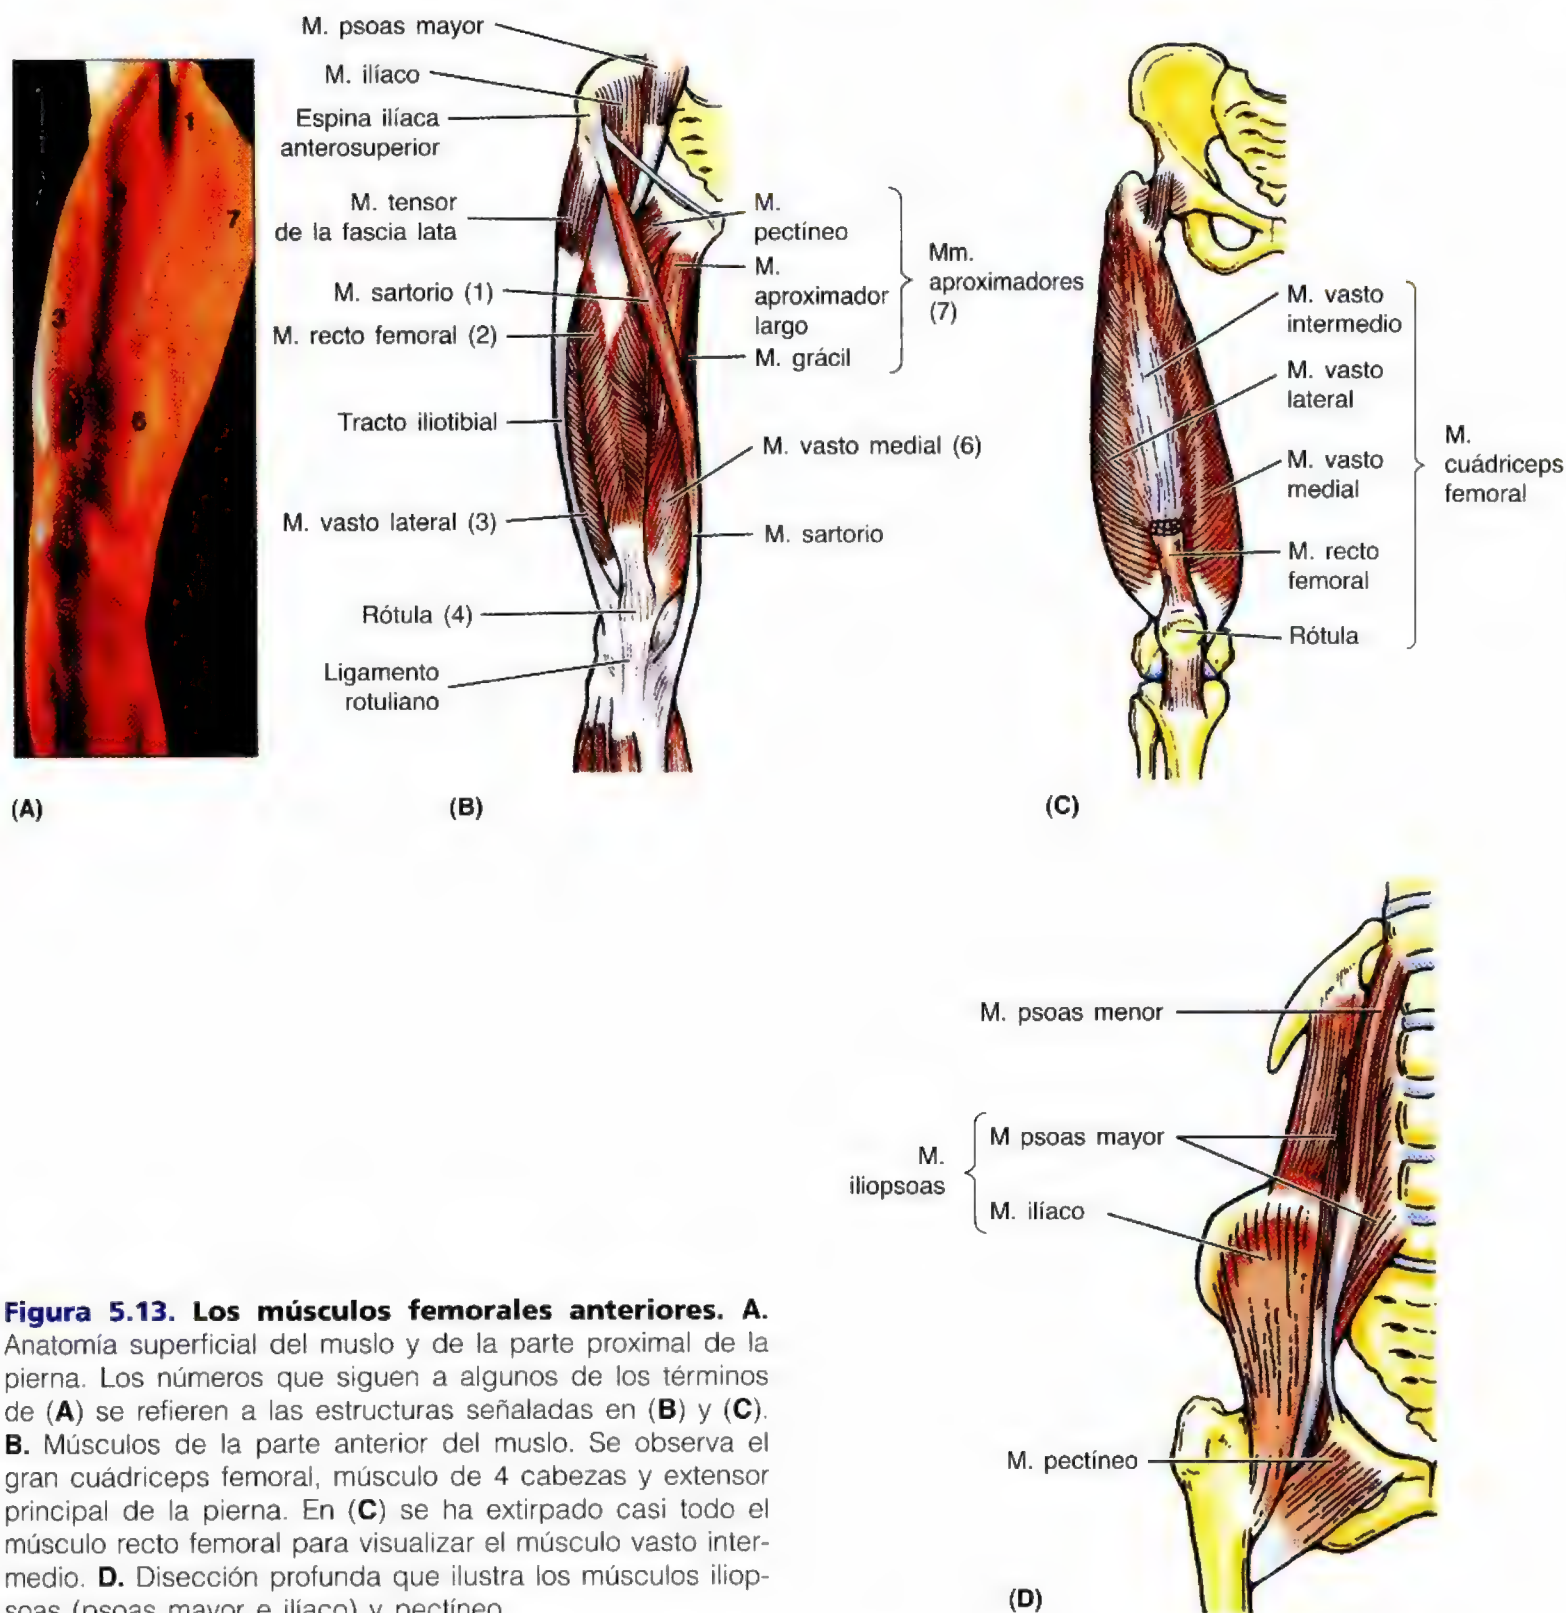 M. psoas mayor
M. ilíaco
Espina ilíaca
anterosuperior
M. tensor
de la fascia lata
M. sartorio (1)
M. recto femoral (2)
Tracto iliotibial
M. vasto lateral (3)
Rótula (4)
Ligamento
rotuliano
M.
pectíneo
M.
aproximador
largo
M. grácil
Mm.
aproximadores
(7)
M. vasto medial (6)
M. sartorio
M. vasto
intermedio
M. vasto
lateral
M. vasto
medial
M. recto
femoral
Rótula
M.
cuádriceps
femoral
1
7
3
6
(A)
(B)
(C)
M. psoas menor
M psoas mayor
M.
iliopsoas
M. ilíaco
M. pectíneo
(D)
Figura 5.13. Los músculos femorales anteriores. A.
Anatomía superficial del muslo y de la parte proximal de la
pierna. Los números que siguen a algunos de los términos
de (A) se refieren a las estructuras señaladas en (B) y (C).
B. Músculos de la parte anterior del muslo. Se observa el
gran cuádriceps femoral, músculo de 4 cabezas y extensor
principal de la pierna. En (C) se ha extirpado casi todo el
músculo recto femoral para visualizar el músculo vasto inter-
medio. D. Disección profunda que ilustra los músculos iliop-
soas (psoas mayor e ilíaco) y pectíneo